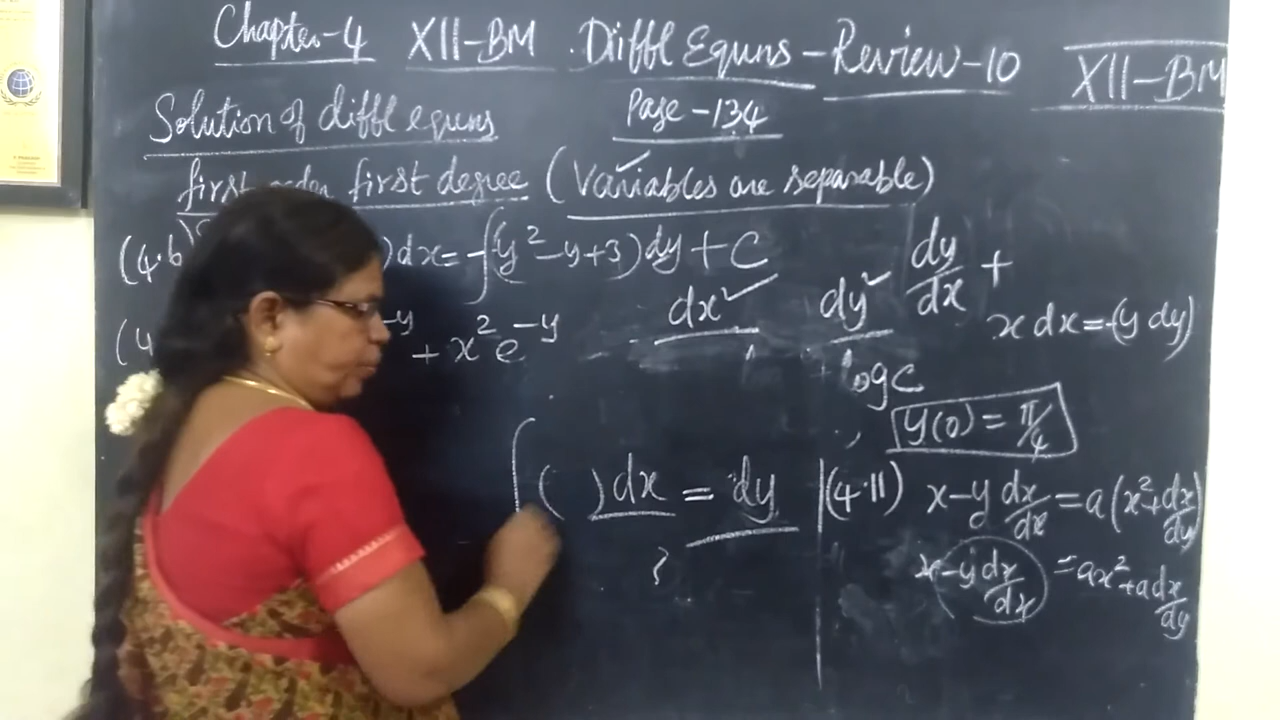 Chapter-4 XII-BM Diffl Equns - Review-10 XII-BM
Solution of diffl equns Page-134
first order first degree (Variables are separable)
(4.6 )dx = -∫(y²-y+3)dy + C
dx✓ dy✓ dy/dx +
x dx = -(y dy)
(4 -y + x² e^-y
log C
y(0) = π/4
∫( )dx = dy
(4.11) x-y dx/dx = a(x²+dx/dy
x-y dx/dx = ax²+a dx/dy